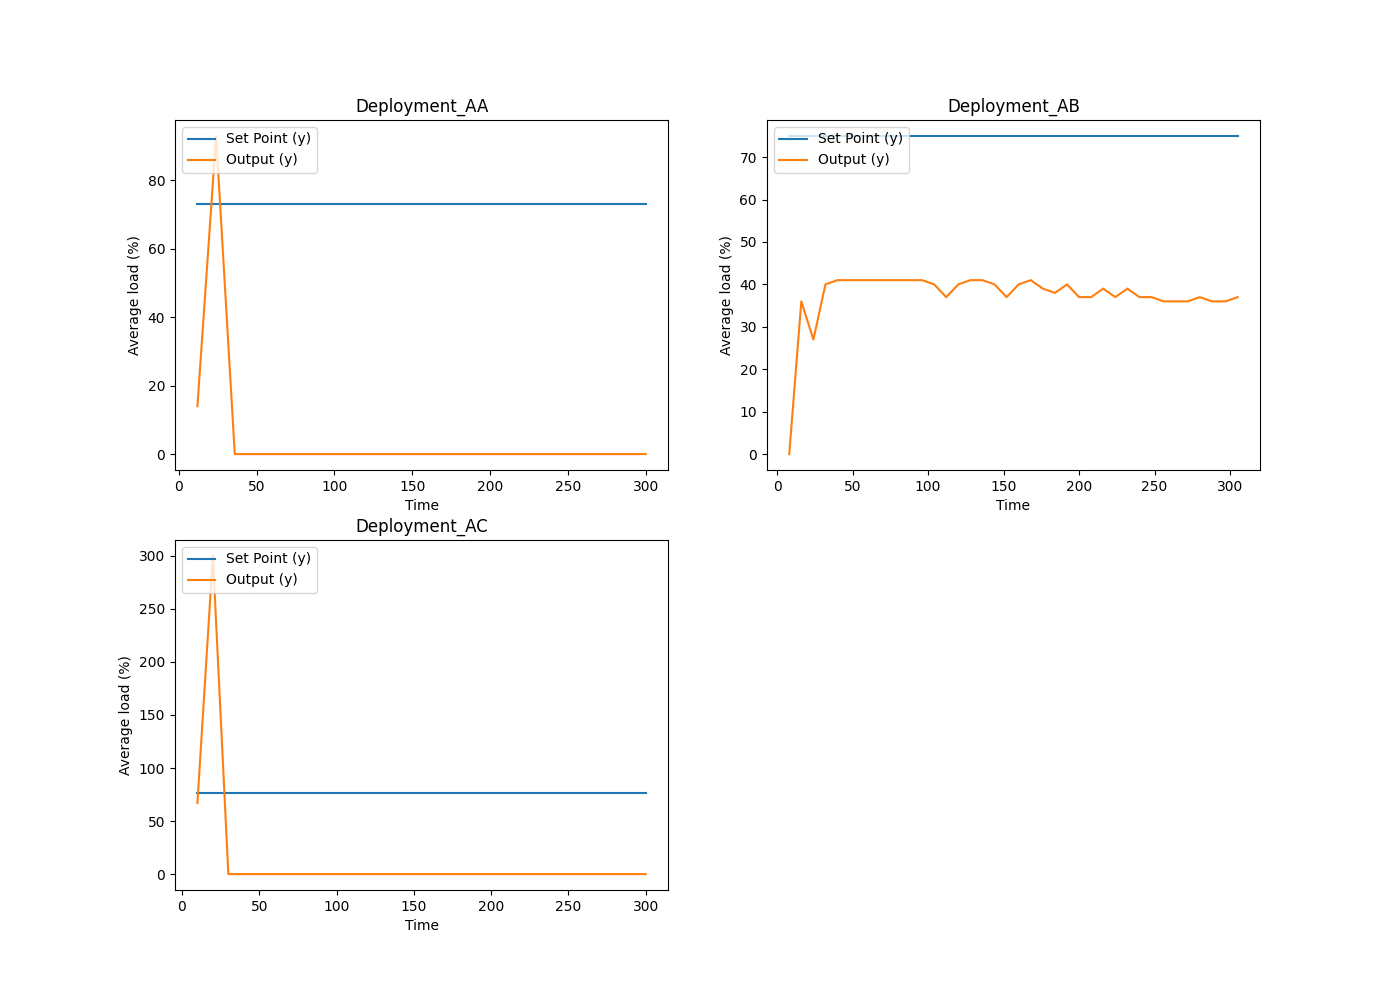 Deployment_AA
Set Point (y)
Output (y)
Average load (%)
80
60
40
20
0
0 50 100 150 200 250 300
Time
Deployment_AB
Set Point (y)
Output (y)
Average load (%)
70
60
50
40
30
20
10
0
0 50 100 150 200 250 300
Time
Deployment_AC
Set Point (y)
Output (y)
Average load (%)
300
250
200
150
100
50
0
0 50 100 150 200 250 300
Time